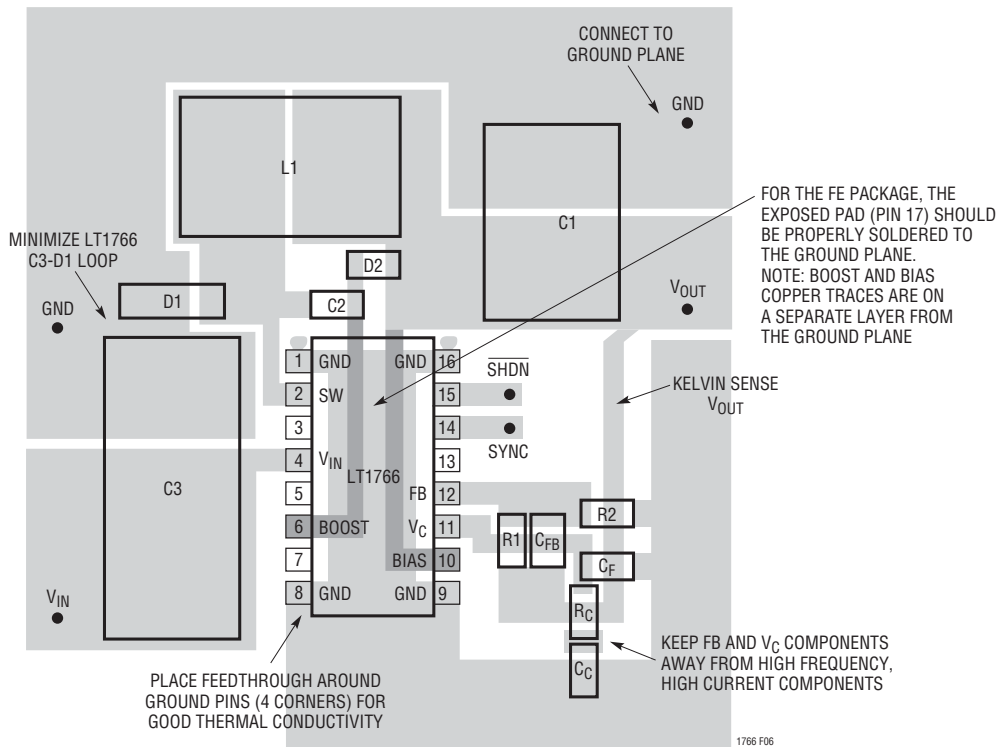 CONNECT TO
GROUND PLANE
GND
L1
C1
FOR THE FE PACKAGE, THE
EXPOSED PAD (PIN 17) SHOULD
BE PROPERLY SOLDERED TO
THE GROUND PLANE.
NOTE: BOOST AND BIAS
COPPER TRACES ARE ON
A SEPARATE LAYER FROM
THE GROUND PLANE
MINIMIZE LT1766
C3-D1 LOOP
D2
GND
D1
C2
VOUT
1 GND
GND 16
2 SW
15
SHDN
3
14
SYNC
4 VIN
13
LT1766
5
FB 12
6 BOOST
VC 11
7
BIAS 10
8 GND
GND 9
C3
KELVIN SENSE
VOUT
R1
CFB
R2
CF
RC
CC
VIN
KEEP FB AND VC COMPONENTS
AWAY FROM HIGH FREQUENCY,
HIGH CURRENT COMPONENTS
PLACE FEEDTHROUGH AROUND
GROUND PINS (4 CORNERS) FOR
GOOD THERMAL CONDUCTIVITY
1766 F06